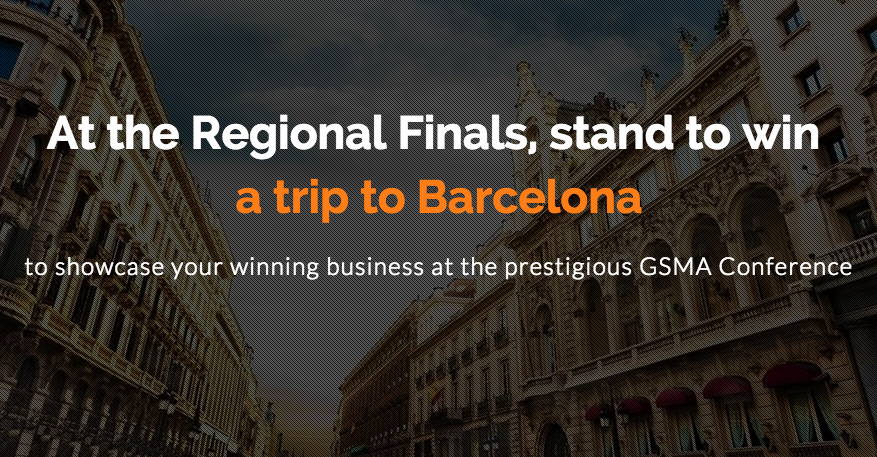 At the Regional Finals, stand to win
a trip to Barcelona
to showcase your winning business at the prestigious GSMA Conference